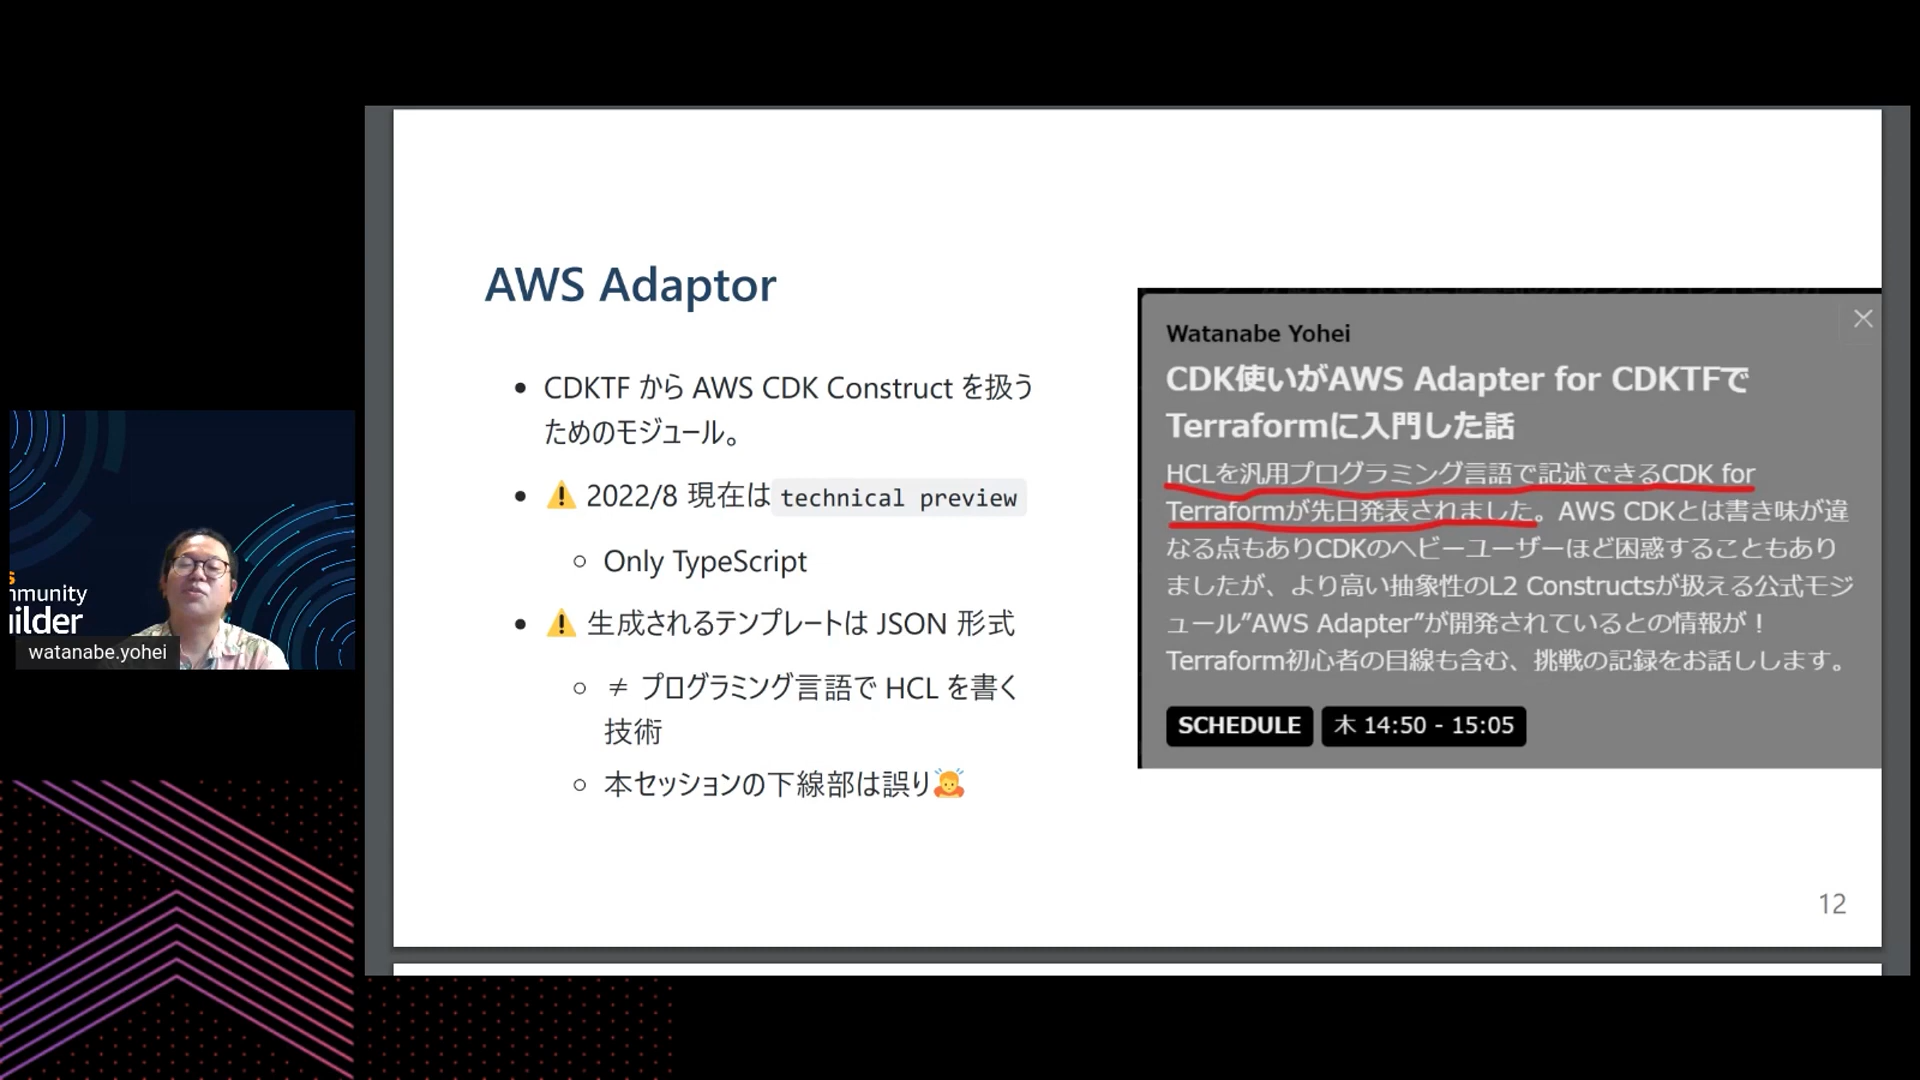 AWS Adaptor
CDKTF から AWS CDK Construct を扱う
ためのモジュール。
⚠️ 2022/8 現在は technical preview
Only TypeScript
⚠️ 生成されるテンプレートは JSON 形式
≠ プログラミング言語で HCL を書く
技術
本セッションの下線部は誤り🙇
Watanabe Yohei
CDK使いがAWS Adapter for CDKTFで
Terraformに入門した話
HCLを汎用プログラミング言語で記述できるCDK for
Terraformが先日発表されました。AWS CDKとは書き味が違
なる点もありCDKのヘビーユーザーほど困惑することもあり
ましたが、より高い抽象性のL2 Constructsが扱える公式モジ
ュール”AWS Adapter”が開発されているとの情報が！
Terraform初心者の目線も含む、挑戦の記録をお話しします。
SCHEDULE 木 14:50 - 15:05
12
mmunity
ilder
watanabe.yohei